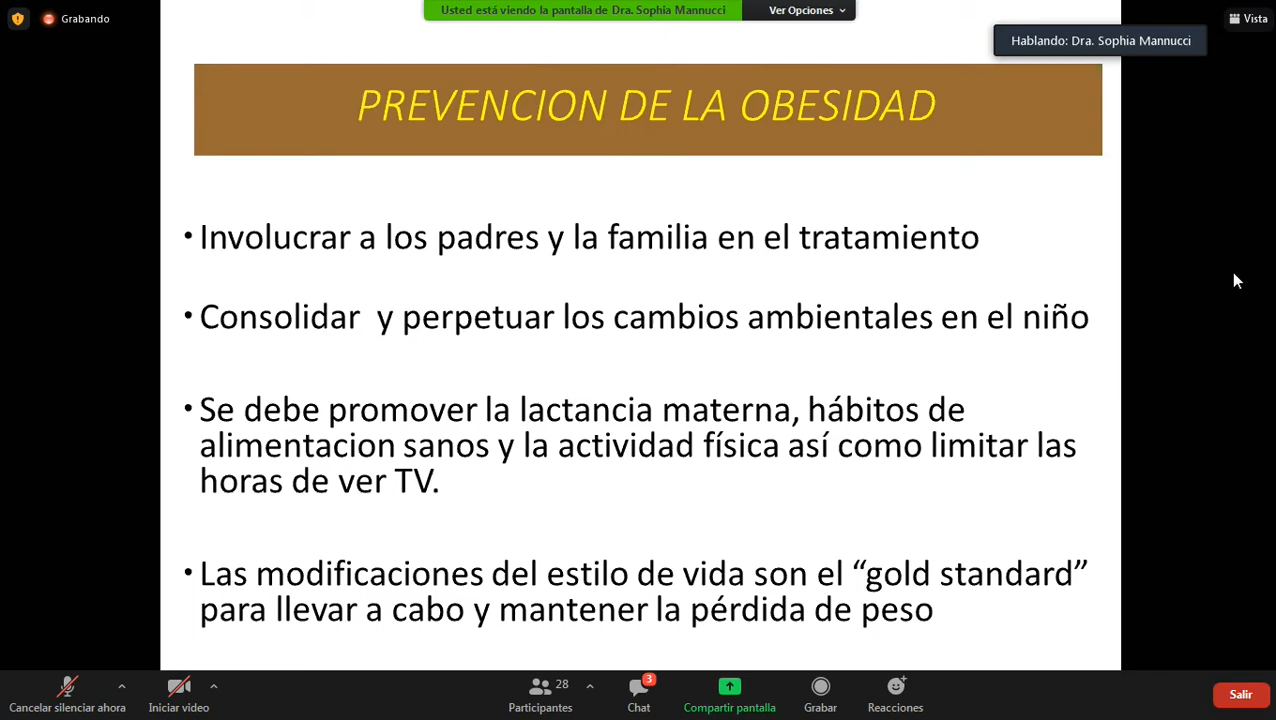 Grabando
Usted está viendo la pantalla de Dra. Sophia Mannucci
Ver Opciones
Vista
Hablando: Dra. Sophia Mannucci
PREVENCION DE LA OBESIDAD
• Involucrar a los padres y la familia en el tratamiento
• Consolidar  y perpetuar los cambios ambientales en el niño
• Se debe promover la lactancia materna, hábitos de
alimentacion sanos y la actividad física así como limitar las
horas de ver TV.
• Las modificaciones del estilo de vida son el “gold standard”
para llevar a cabo y mantener la pérdida de peso
Cancelar silenciar ahora
Iniciar video
28
Participantes
3
Chat
Compartir pantalla
Grabar
Reacciones
Salir